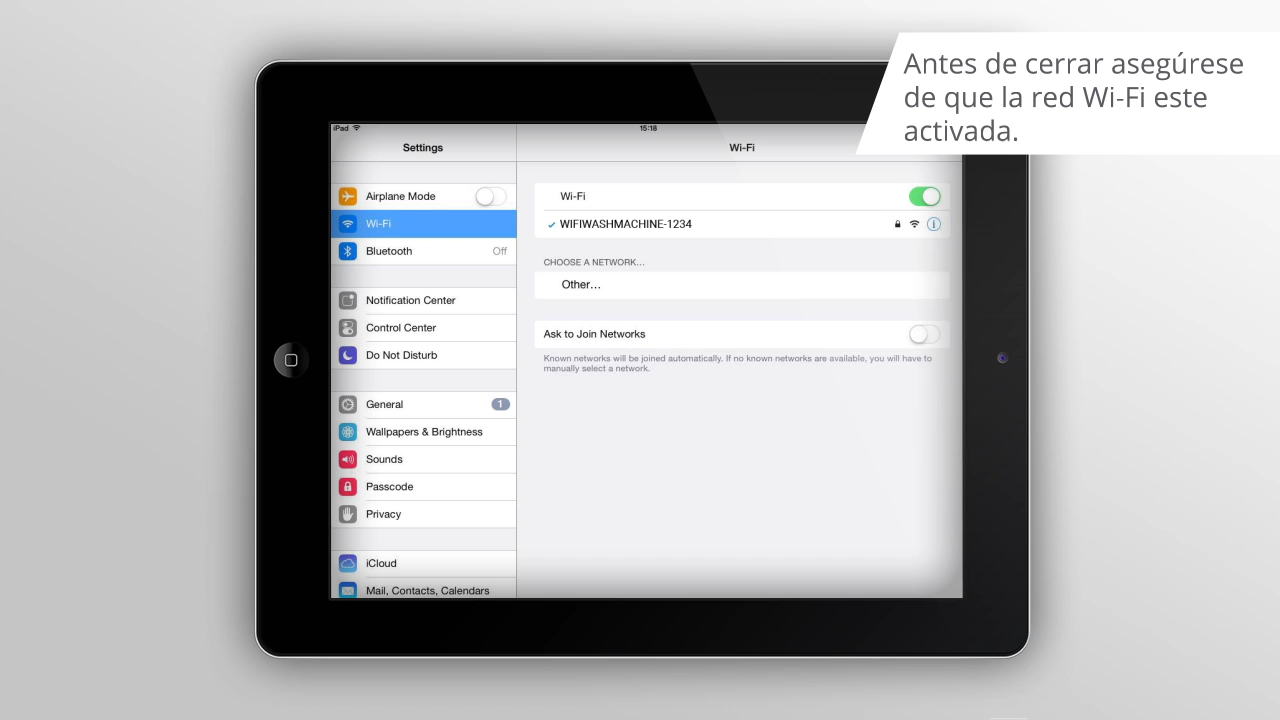 Antes de cerrar asegúrese
de que la red Wi-Fi este
activada.
iPad
15:18
Settings
Wi-Fi
Airplane Mode
Wi-Fi
Bluetooth Off
Notification Center
Control Center
Do Not Disturb
General 1
Wallpapers & Brightness
Sounds
Passcode
Privacy
iCloud
Mail, Contacts, Calendars
Wi-Fi
WIFIWASHMACHINE-1234
CHOOSE A NETWORK...
Other...
Ask to Join Networks
Known networks will be joined automatically. If no known networks are available, you will have to
manually select a network.